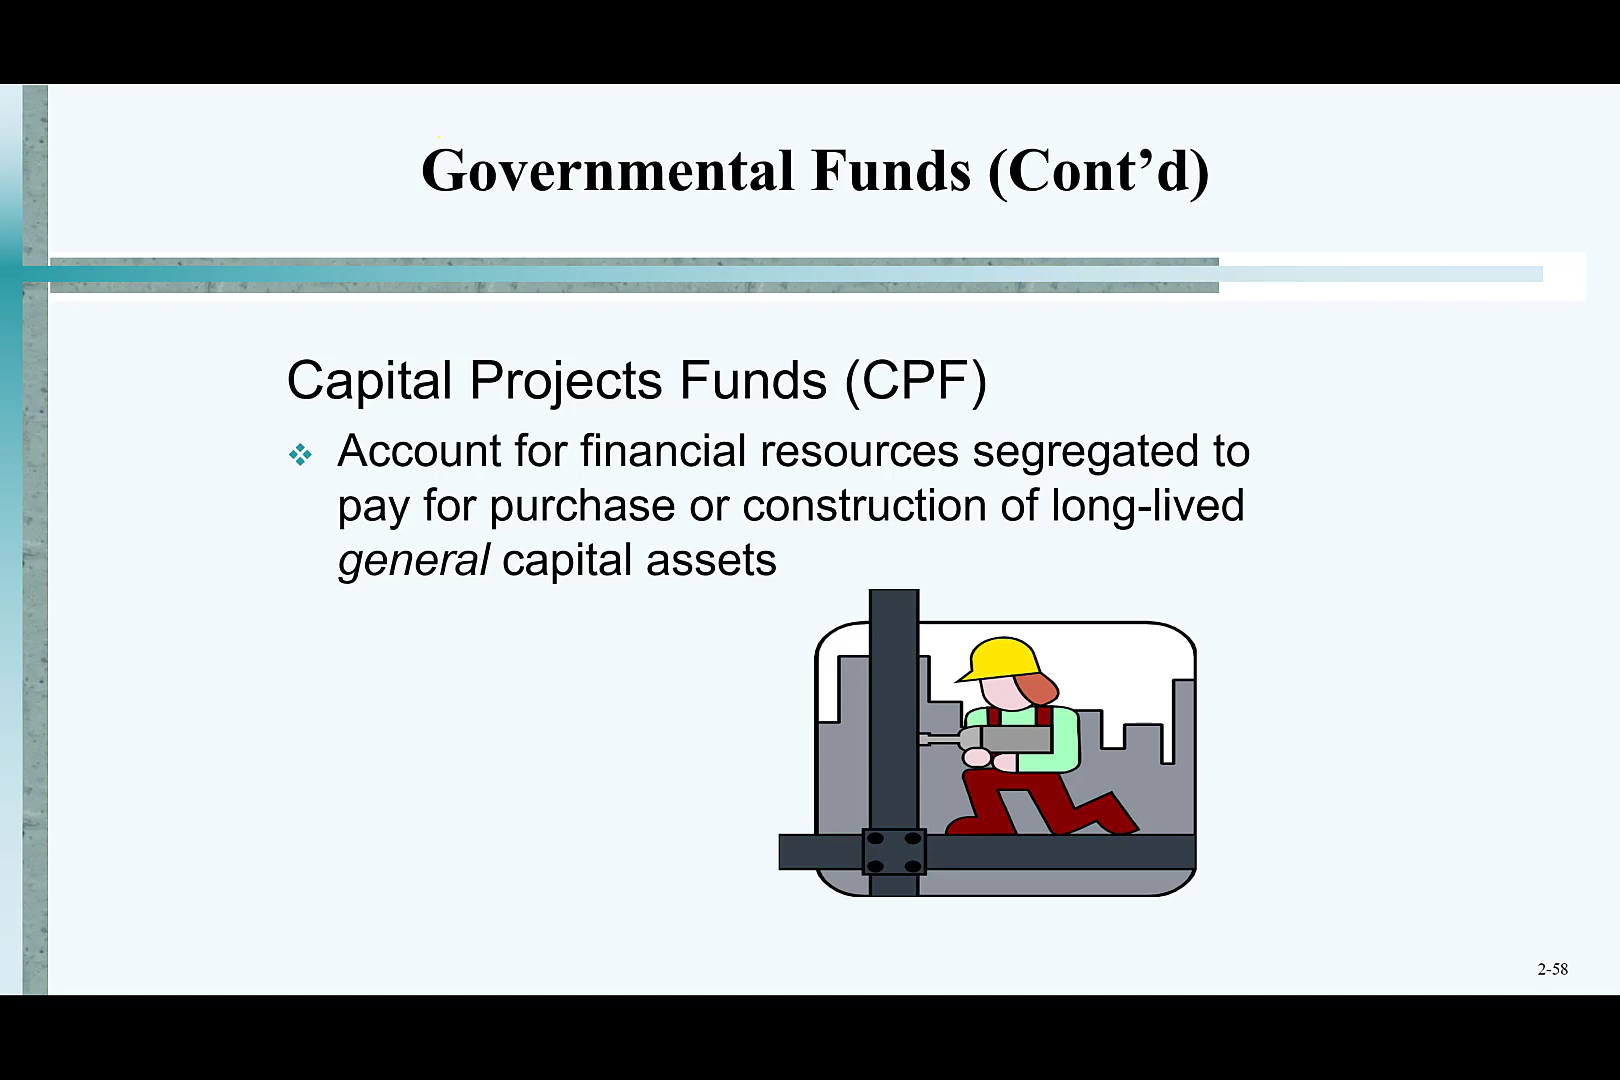 Governmental Funds (Cont’d)
Capital Projects Funds (CPF)
Account for financial resources segregated to
pay for purchase or construction of long-lived
general capital assets
2-58